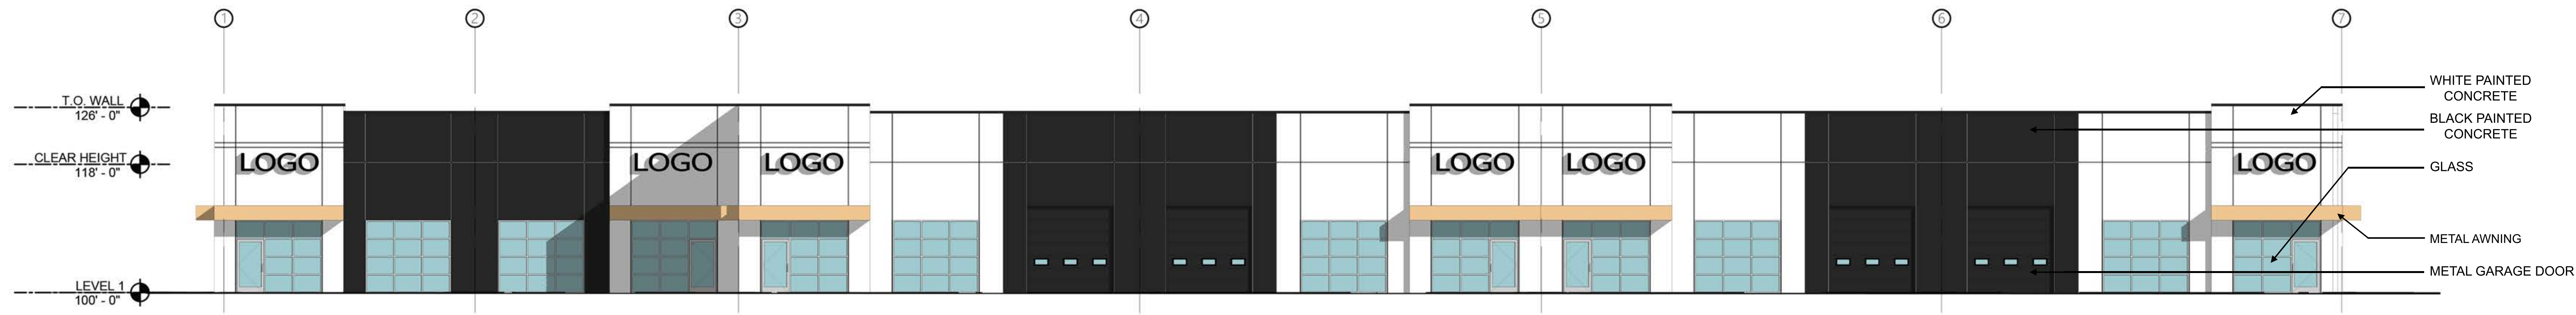 1 2 3 4 5 6 7
T.O. WALL
126' - 0"
CLEAR HEIGHT
118' - 0"
LEVEL 1
100' - 0"
LOGO LOGO LOGO LOGO LOGO LOGO
WHITE PAINTED
CONCRETE
BLACK PAINTED
CONCRETE
GLASS
METAL AWNING
METAL GARAGE DOOR